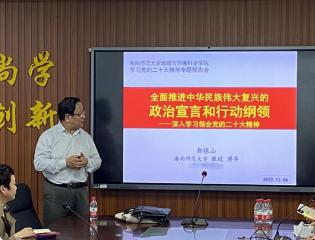 尚学
创新
海南师范大学地理与环境科学学院
学习党的二十大精神专题报告会
全面推进中华民族伟大复兴的
政治宣言和行动纲领
——深入学习领会党的二十大精神
郭根山
海南师范大学 教授 博导
2022.12.06